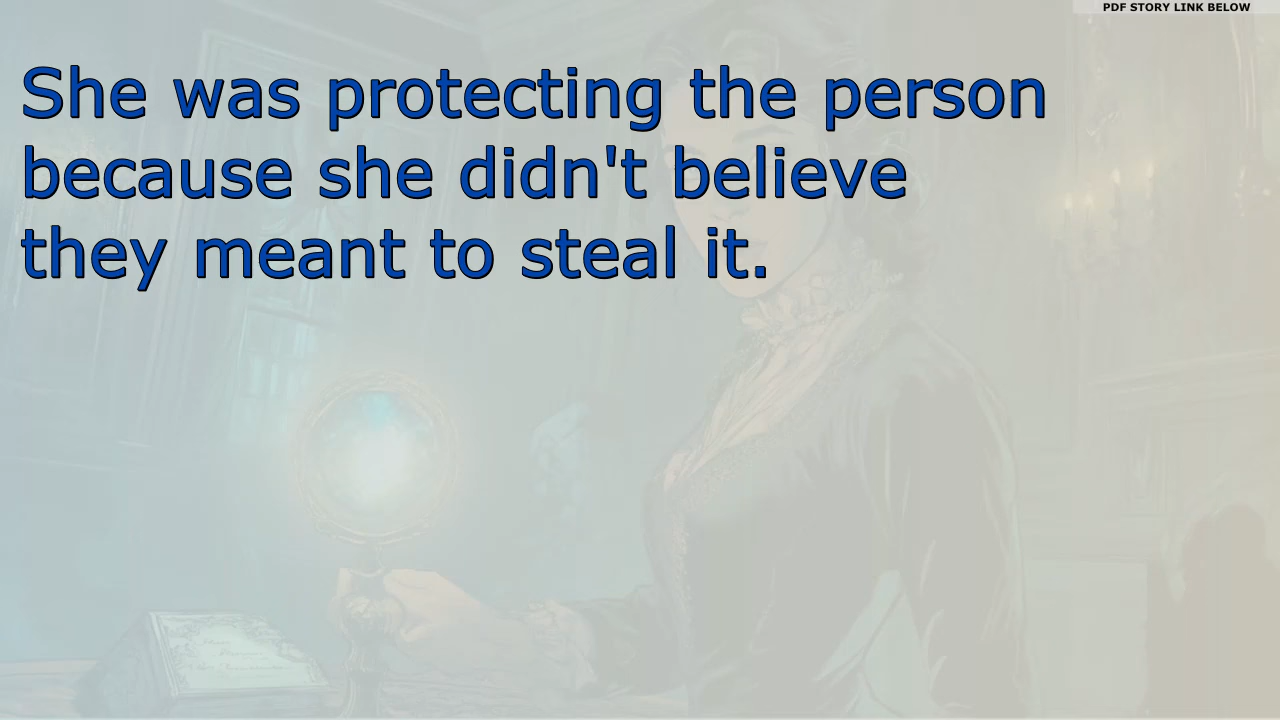 PDF STORY LINK BELOW
She was protecting the person
because she didn't believe
they meant to steal it.